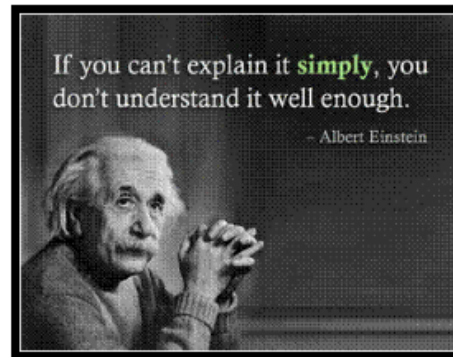 If you can't explain it simply, you
don't understand it well enough.
– Albert Einstein